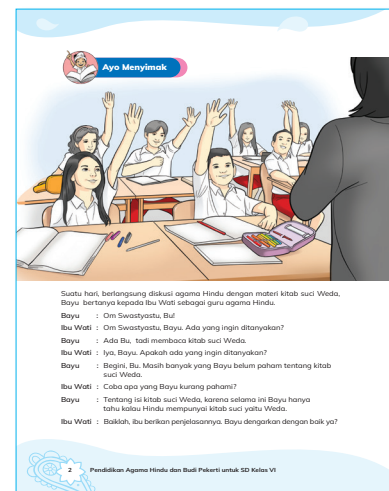 Ayo Menyimak
Suatu hari, berlangsung diskusi agama Hindu dengan materi kitab suci Weda,
Bayu bertanya kepada Ibu Wati sebagai guru agama Hindu.
Bayu : Om Swastyastu, Bu!
Ibu Wati : Om Swastyastu, Bayu. Ada yang ingin ditanyakan?
Bayu : Ada Bu, tadi membaca kitab suci Weda.
Ibu Wati : Iya, Bayu. Apakah ada yang ingin ditanyakan?
Bayu : Begini, Bu. Masih banyak yang Bayu belum paham tentang kitab
suci Weda.
Ibu Wati : Coba apa yang Bayu kurang pahami?
Bayu : Tentang isi kitab suci Weda, karena selama ini Bayu hanya
tahu kalau Hindu mempunyai kitab suci yaitu Weda.
Ibu Wati : Baiklah, ibu berikan penjelasannya. Bayu dengarkan dengan baik ya?
2 Pendidikan Agama Hindu dan Budi Pekerti untuk SD Kelas VI